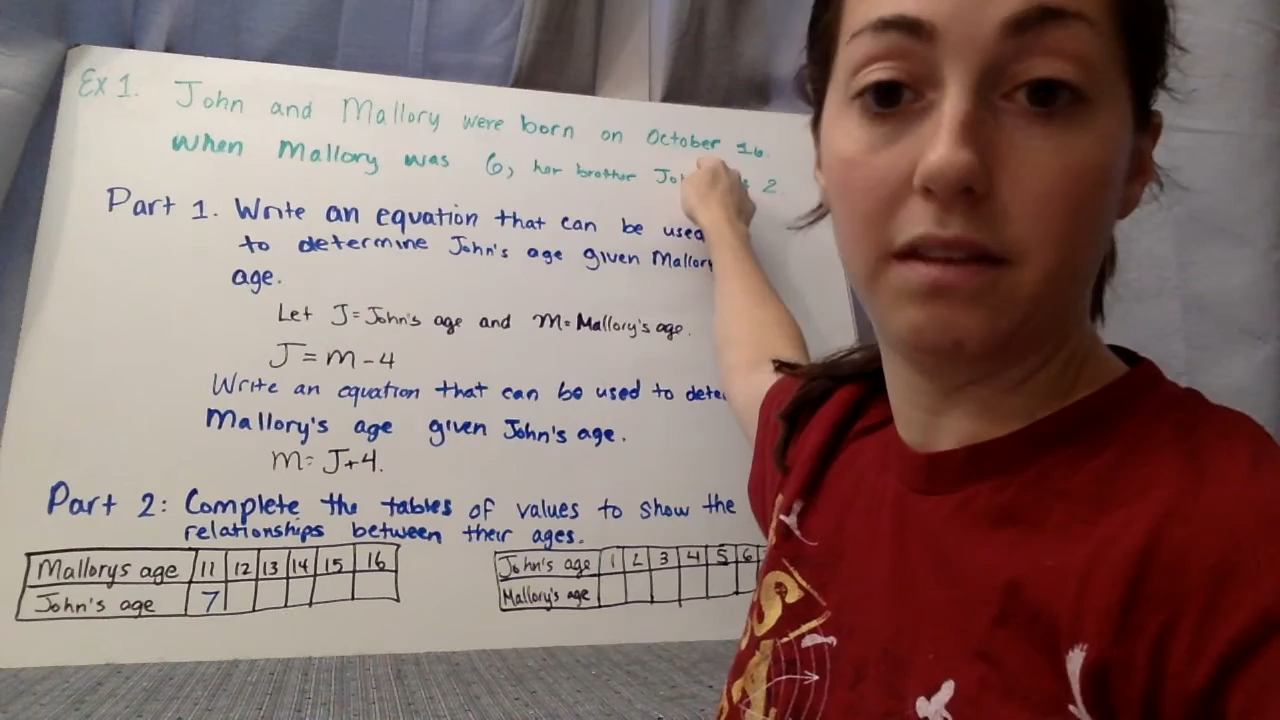 Ex 1. John and Mallory were born on October 16.
When Mallory was 6, her brother 2.
Part 1. Write an equation that can be used
to determine John's age given Mallory
age.
Let J=John's age and m=Mallory's age.
J=m-4
Write an equation that can be used to
Mallory's age given John's age.
m=J+4.
Part 2: Complete the tables of values to show the
relationships between their ages.
Mallorys age 11 12 13 14 15 16
John's age 7
John's age 1 2 3 4 5 6
Mallory's age